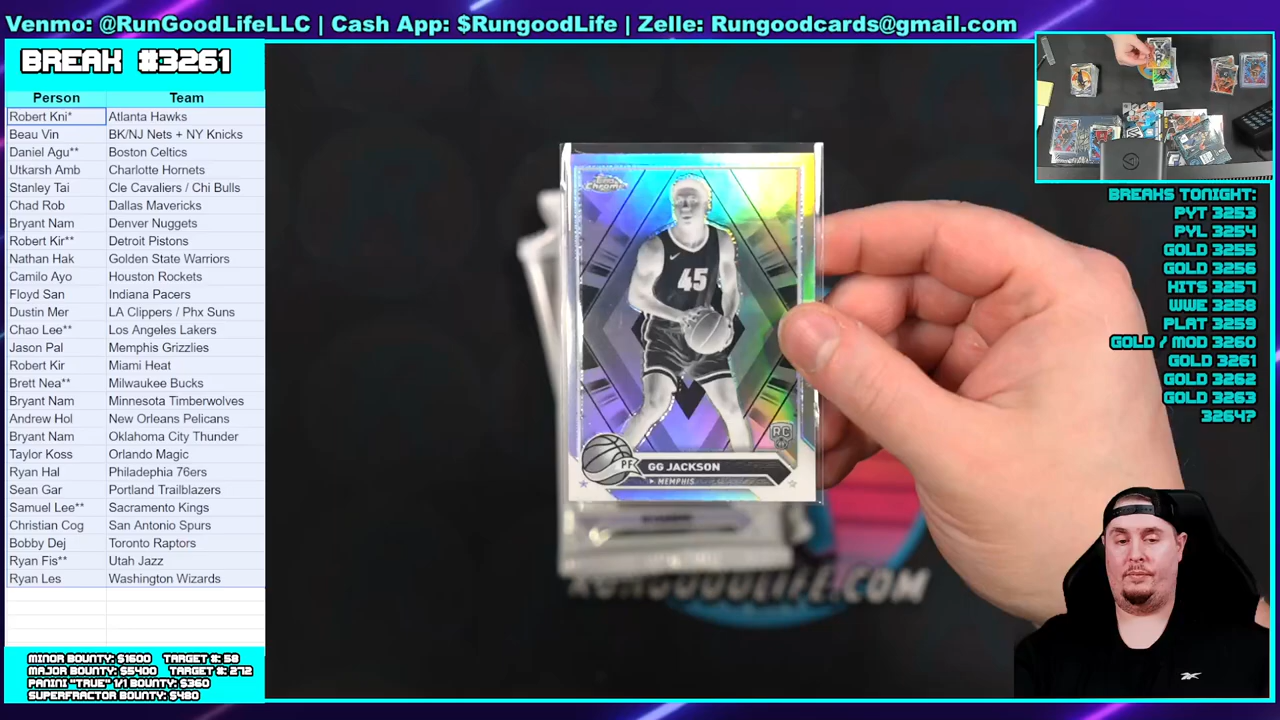 Venmo: @RunGoodLifeLLC | Cash App: $RungoodLife | Zelle: Rungoodcards@gmail.com
BREAK #3261
Person Team
Robert Kni* Atlanta Hawks
Beau Vin BK/NJ Nets + NY Knicks
Daniel Agu** Boston Celtics
Utkarsh Amb Charlotte Hornets
Stanley Tai Cle Cavaliers / Chi Bulls
Chad Rob Dallas Mavericks
Bryant Nam Denver Nuggets
Robert Kir** Detroit Pistons
Nathan Hak Golden State Warriors
Camilo Ayo Houston Rockets
Floyd San Indiana Pacers
Dustin Mer LA Clippers / Phx Suns
Chao Lee** Los Angeles Lakers
Jason Pal Memphis Grizzlies
Robert Kir Miami Heat
Brett Nea** Milwaukee Bucks
Bryant Nam Minnesota Timberwolves
Andrew Hol New Orleans Pelicans
Bryant Nam Oklahoma City Thunder
Taylor Koss Orlando Magic
Ryan Hal Philadephia 76ers
Sean Gar Portland Trailblazers
Samuel Lee** Sacramento Kings
Christian Cog San Antonio Spurs
Bobby Dej Toronto Raptors
Ryan Fis** Utah Jazz
Ryan Les Washington Wizards
MINOR BOUNTY: $1600 TARGET #: 58
MAJOR BOUNTY: $5400 TARGET #: 272
PANINI "TRUE" 1/1 BOUNTY: $360
SUPERFRACTOR BOUNTY: $480
Chrome
45
RC
PF
GG JACKSON
MEMPHIS
RUNGOODLIFE.COM
BREAKS TONIGHT:
PYT 3253
PYL 3254
GOLD 3255
GOLD 3256
HITS 3257
WWE 3258
PLAT 3259
GOLD / MOD 3260
GOLD 3261
GOLD 3262
GOLD 3263
3264?